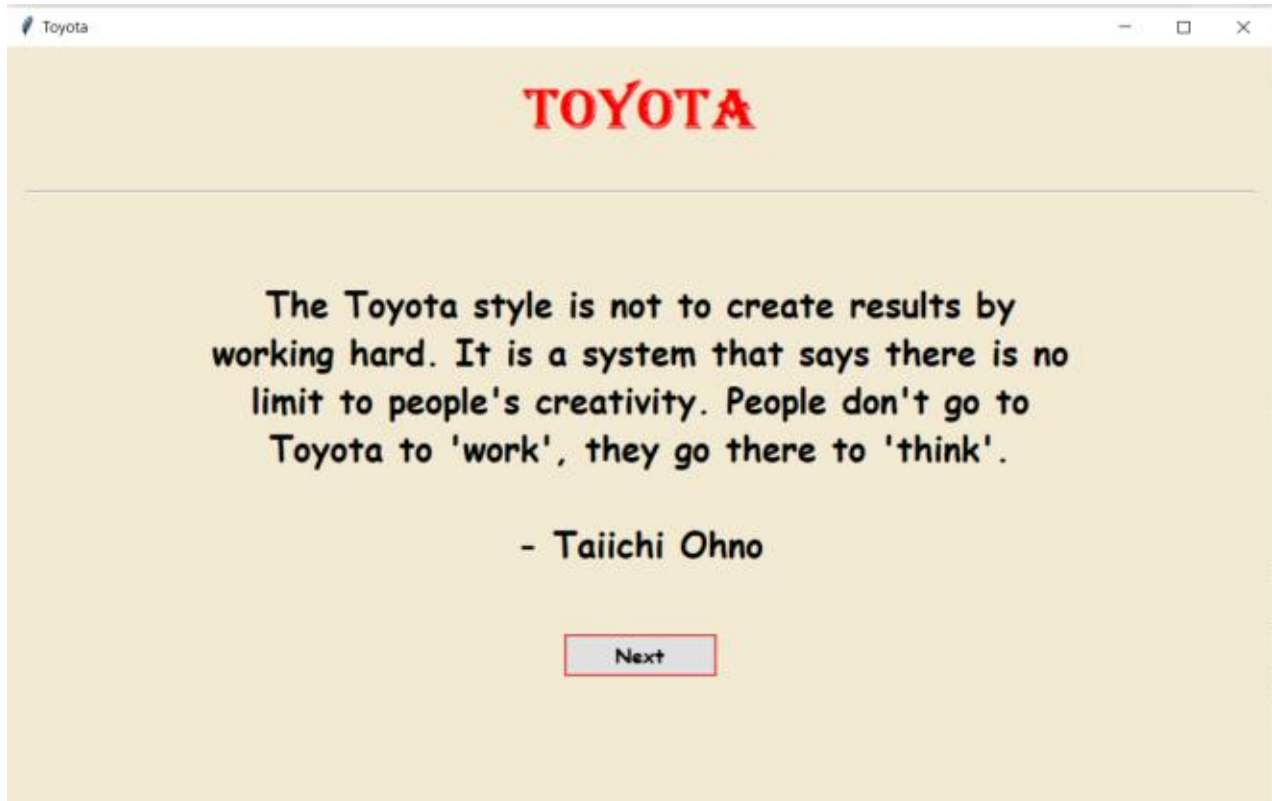 Toyota
TOYOTA
The Toyota style is not to create results by
working hard. It is a system that says there is no
limit to people's creativity. People don't go to
Toyota to 'work', they go there to 'think'.
- Taiichi Ohno
Next